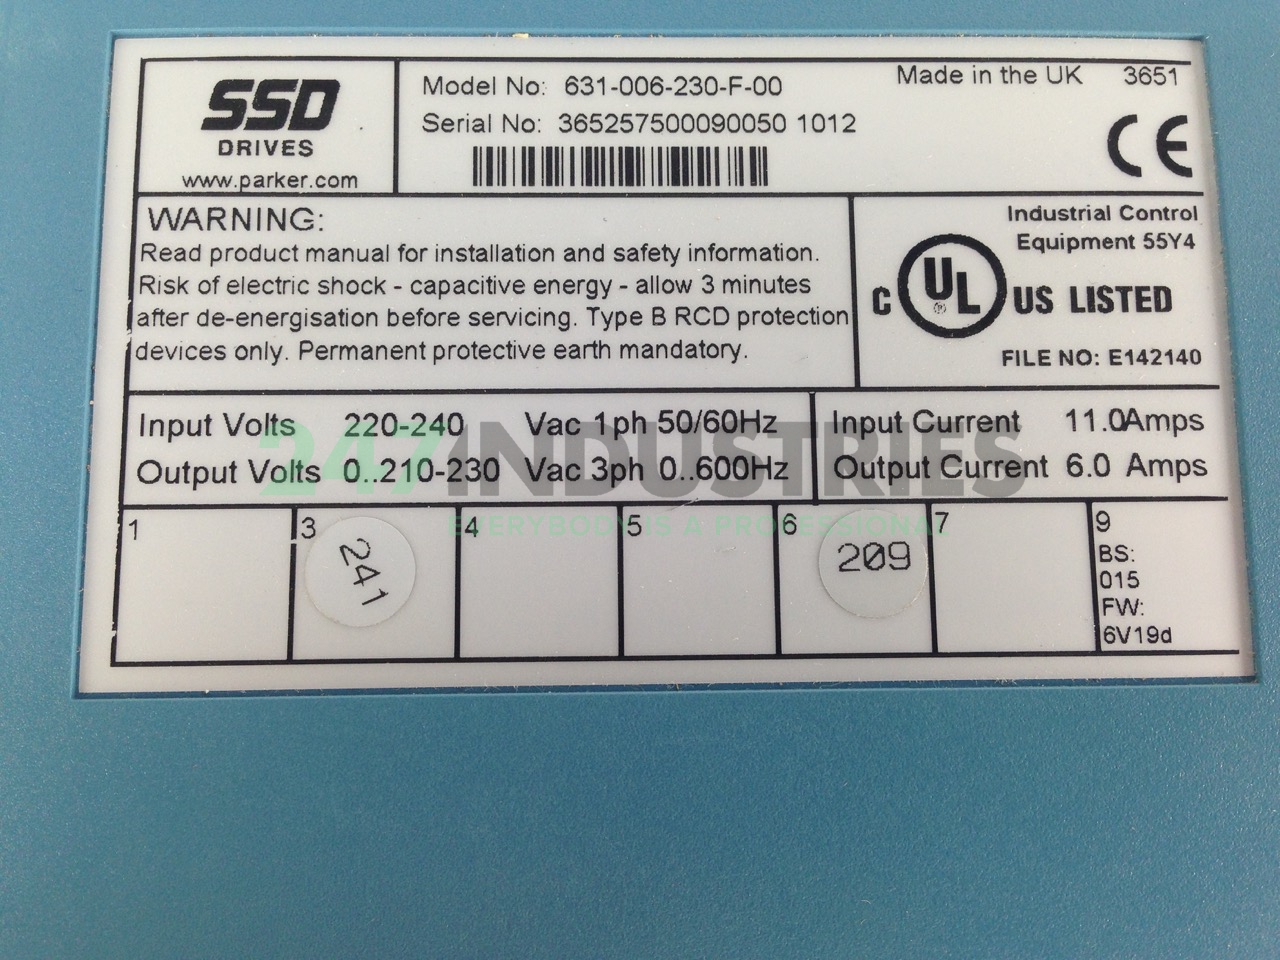 SSD
DRIVES
www.parker.com
Model No: 631-006-230-F-00
Serial No: 365257500090050 1012
Made in the UK 3651
CE
WARNING:
Read product manual for installation and safety information.
Risk of electric shock - capacitive energy - allow 3 minutes
after de-energisation before servicing. Type B RCD protection
devices only. Permanent protective earth mandatory.
Industrial Control
Equipment 55Y4
C UL ® US LISTED
FILE NO: E142140
Input Volts 220-240 Vac 1ph 50/60Hz
Output Volts 0..210-230 Vac 3ph 0..600Hz
Input Current 11.0Amps
Output Current 6.0 Amps
247INDUSTRIES
EVERYBODY IS A PROFESSIONAL
1 3 4 5 6 7 9
241
209
BS:
015
FW:
6V19d